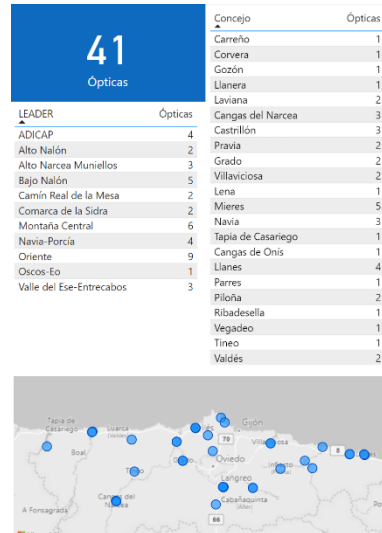 41
Ópticas
LEADER Ópticas
ADICAP 4
Alto Nalón 2
Alto Narcea Muniellos 3
Bajo Nalón 5
Camín Real de la Mesa 2
Comarca de la Sidra 2
Montaña Central 6
Navia-Porcía 4
Oriente 9
Oscos-Eo 1
Valle del Ese-Entrecabos 3
Concejo Ópticas
Carreño 1
Corvera 1
Gozón 1
Llanera 1
Laviana 2
Cangas del Narcea 3
Castrillón 3
Pravia 2
Grado 2
Villaviciosa 2
Lena 1
Mieres 5
Navia 3
Tapia de Casariego 1
Cangas de Onís 1
Llanes 4
Parres 1
Piloña 2
Ribadesella 1
Vegadeo 1
Tineo 1
Valdés 2
Tapia de
Casariego
Luarca
Gijón
70
8
Boal
Oviedo
Langreo
A Fonsagrada
Cabañaquinta
66